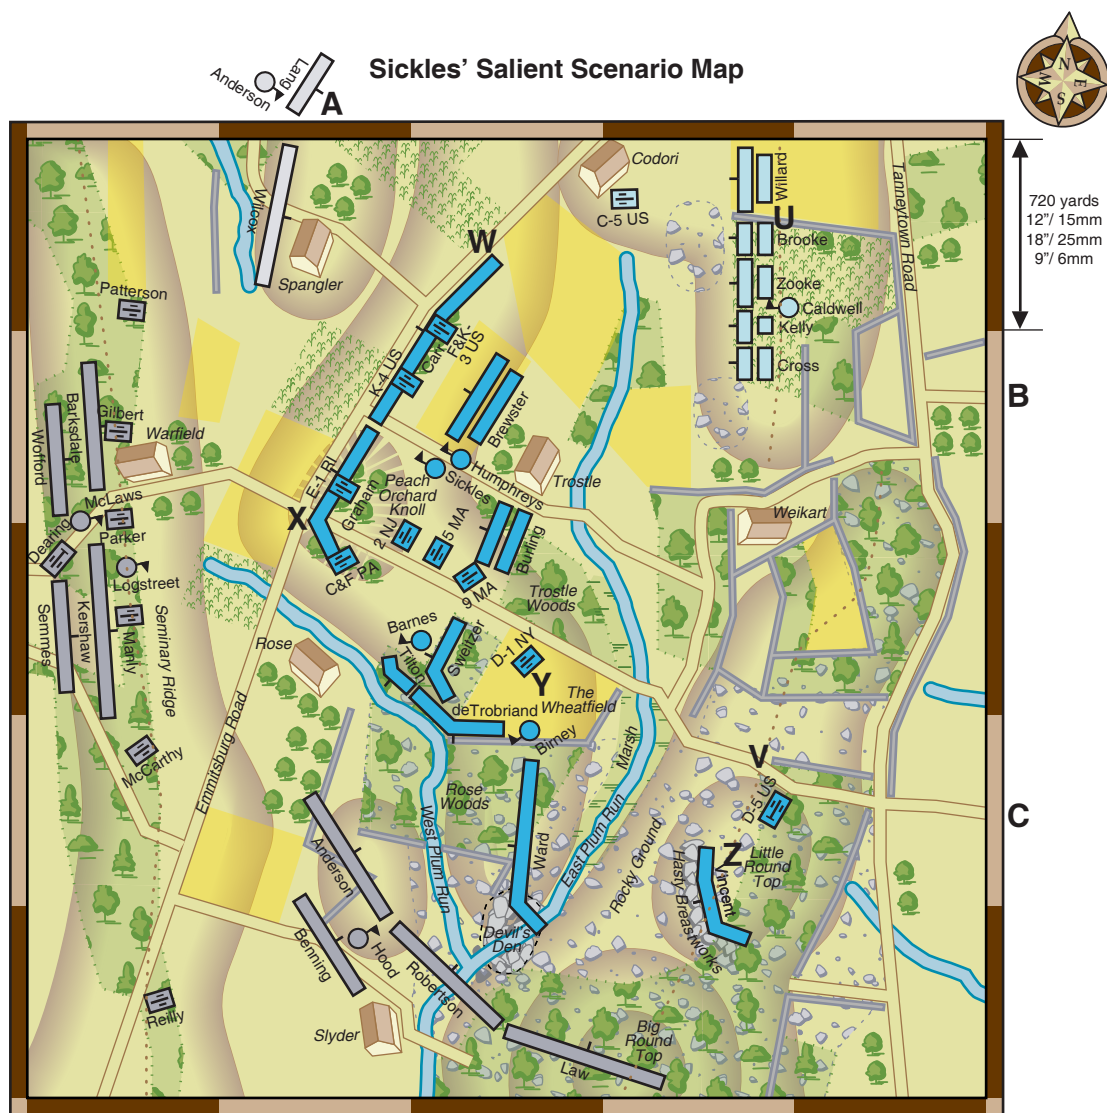 Sickles’ Salient Scenario Map
N
E
S
W
Lang
Anderson
A
Codori
C-5 US
Willard
U
Tanneytown Road
720 yards
12”/ 15mm
18”/ 25mm
9”/ 6mm
Wilcox
W
Brooke
Spangler
Zooke
Patterson
Caldwell
Kelly
Carr
F&K-
3 US
K-4 US
Cross
B
Barksdale
Gilbert
Wofford
Warfield
Brewster
Humphreys
Sickles
Trostle
E-1 RI
Graham
Peach
Orchard
Knoll
McLaws
X
Weikart
Dearing
Parker
2 NJ
5 MA
Burling
Logstreet
C&F PA
9 MA
Trostle
Woods
Semmes
Kershaw
Manly
Seminary Ridge
Rose
Barnes
Tilton
Sweitzer
D-1 NY
Y
The
Wheatfield
deTrobriand
Birney
McCarthy
Emmitsburg Road
Marsh
V
D-5 US
Rose
Woods
West Plum Run
East Plum Run
C
Anderson
Ward
Rocky Ground
Hasty Breastworks
Z
Vincent
Little
Round
Top
Benning
Hood
Devil’s
Den
Robertson
Reilly
Slyder
Law
Big
Round
Top